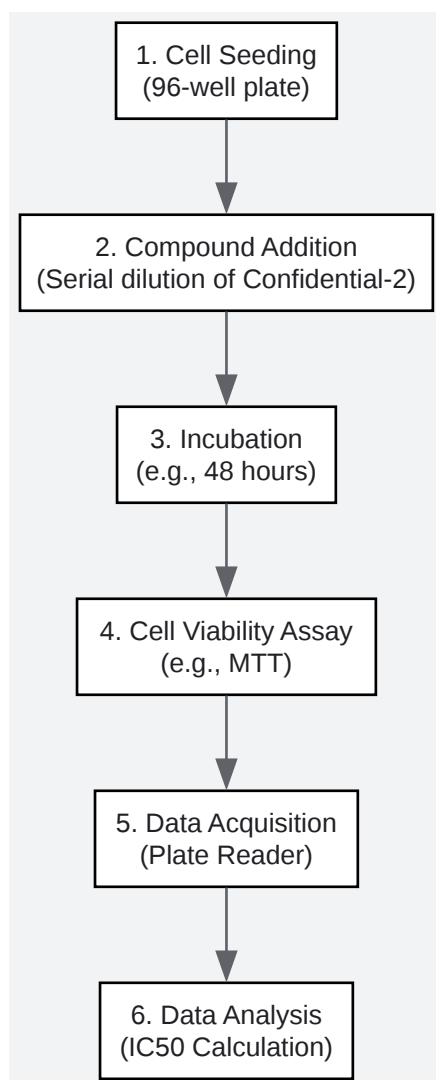 1. Cell Seeding
(96-well plate)
2. Compound Addition
(Serial dilution of Confidential-2)
3. Incubation
(e.g., 48 hours)
4. Cell Viability Assay
(e.g., MTT)
5. Data Acquisition
(Plate Reader)
6. Data Analysis
(IC50 Calculation)